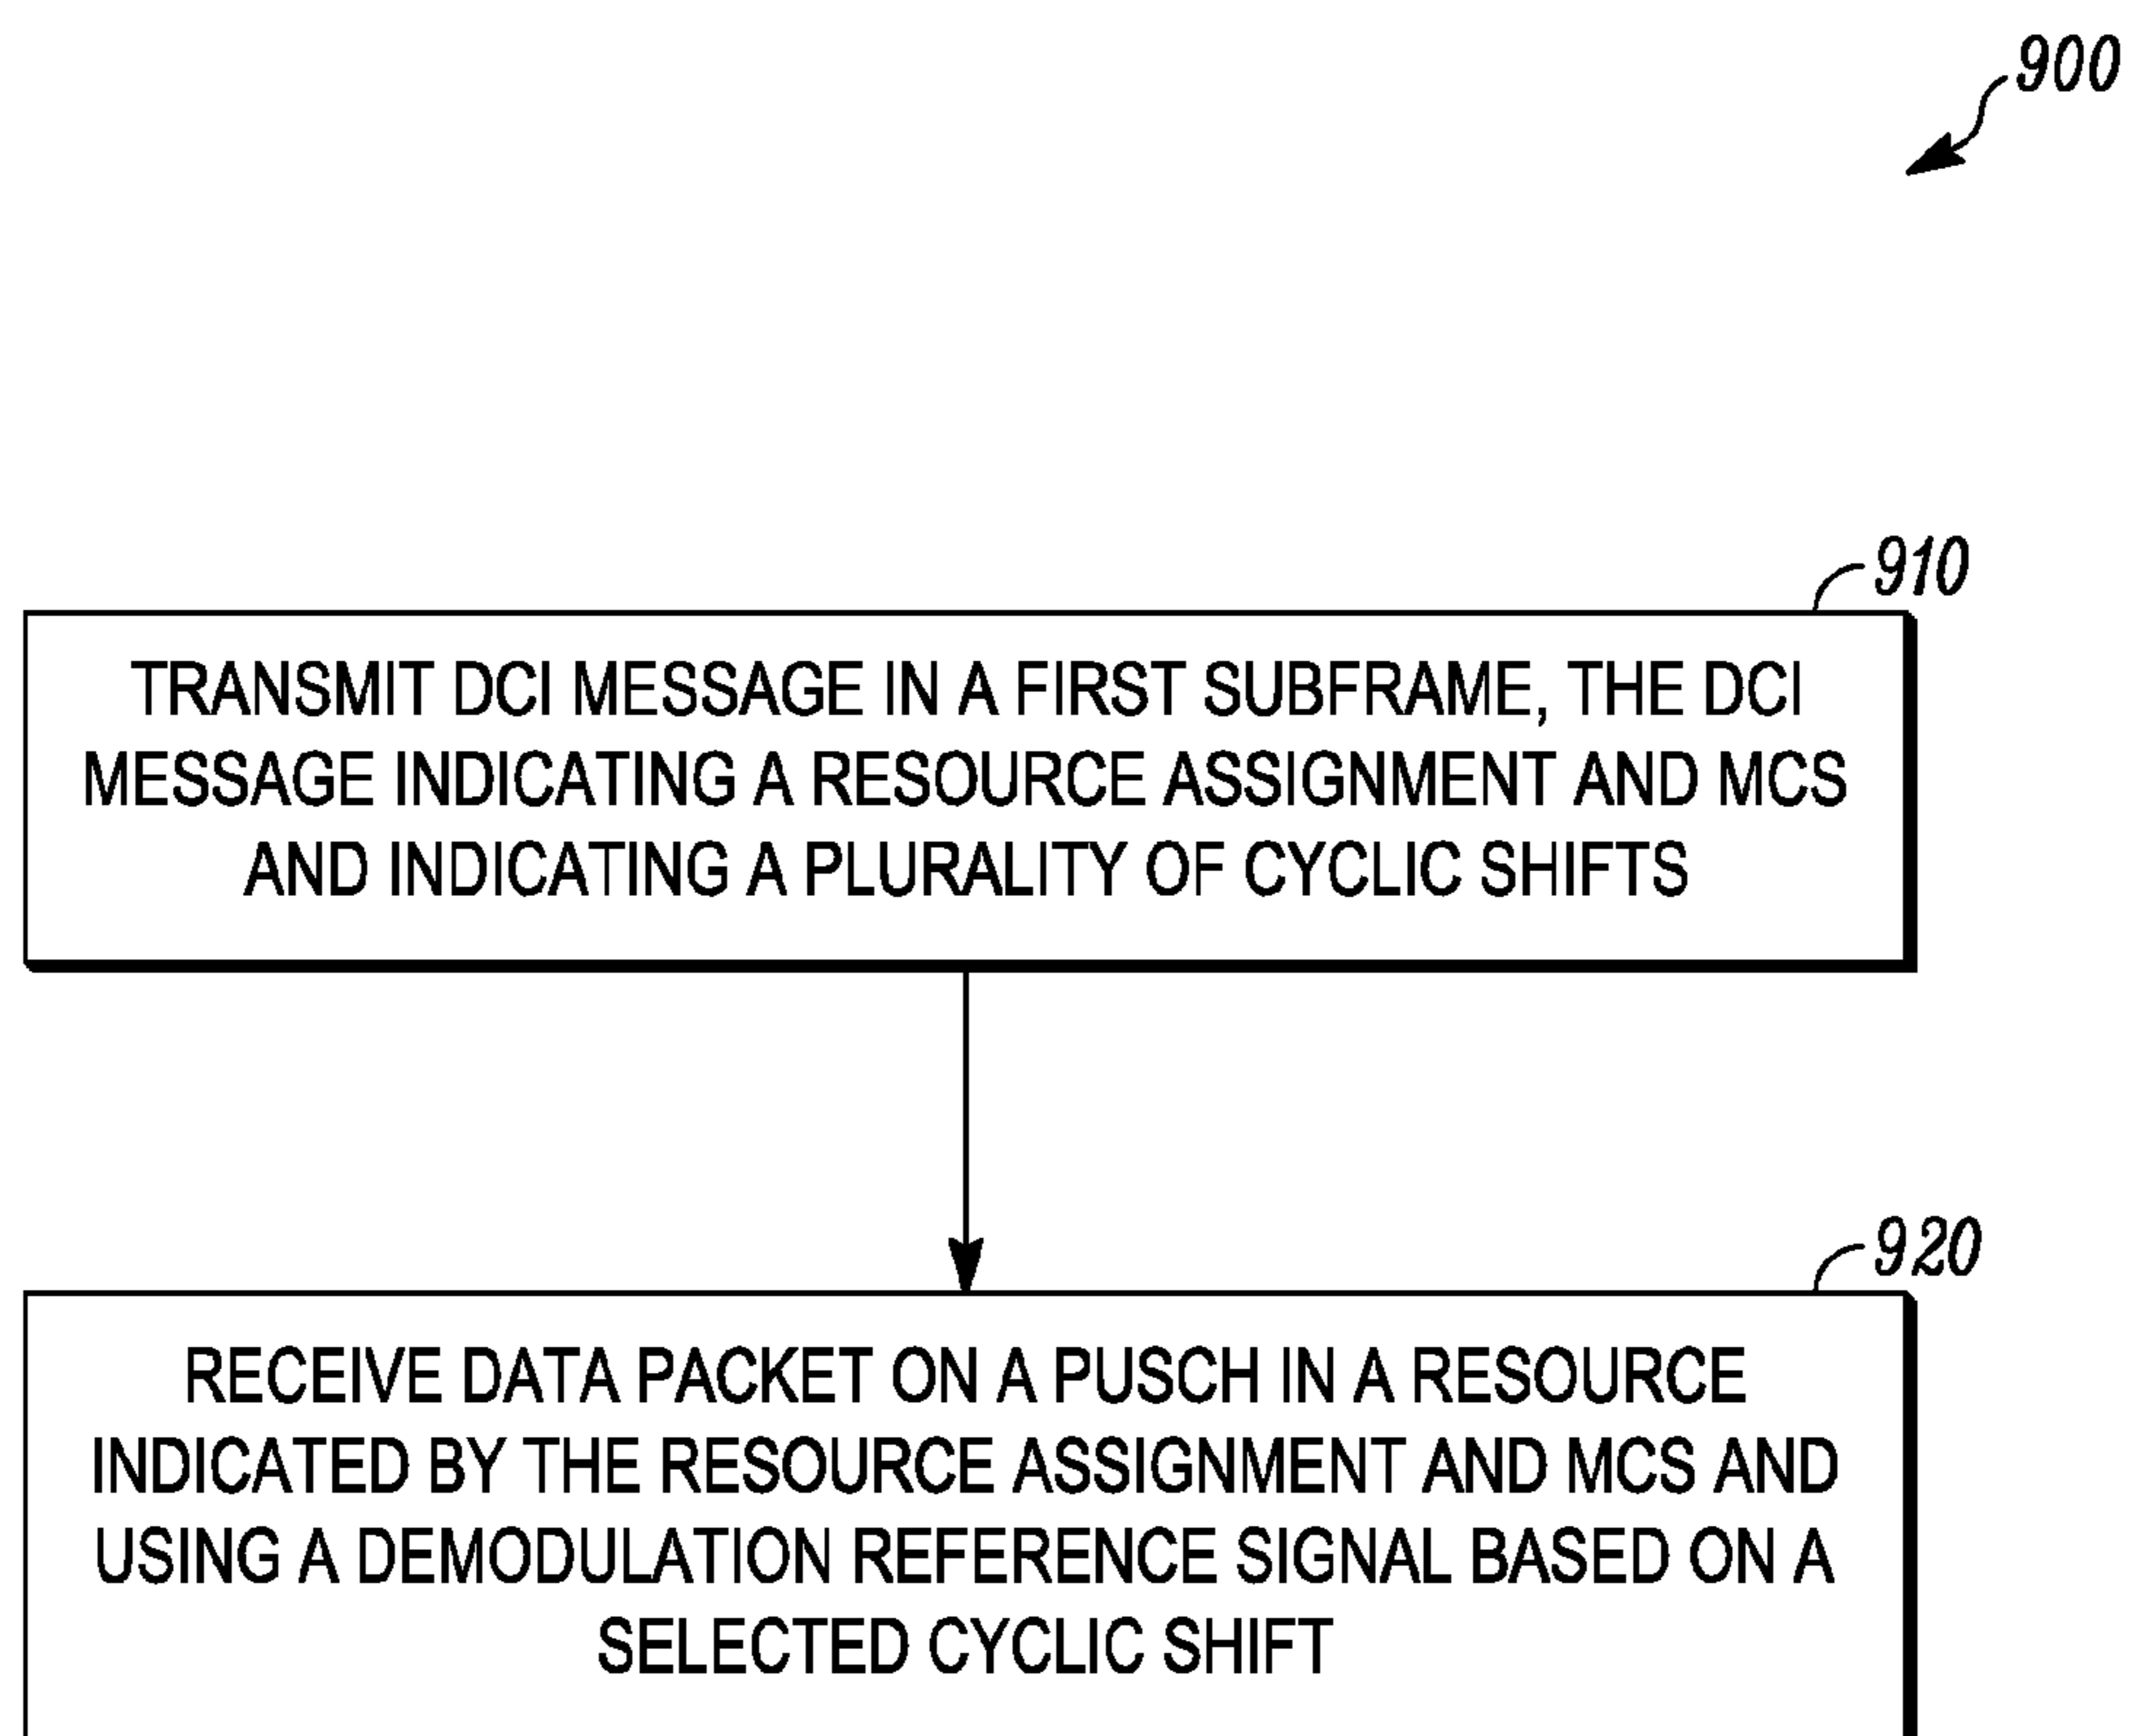 900
910
TRANSMIT DCI MESSAGE IN A FIRST SUBFRAME, THE DCI
MESSAGE INDICATING A RESOURCE ASSIGNMENT AND MCS
AND INDICATING A PLURALITY OF CYCLIC SHIFTS
920
RECEIVE DATA PACKET ON A PUSCH IN A RESOURCE
INDICATED BY THE RESOURCE ASSIGNMENT AND MCS AND
USING A DEMODULATION REFERENCE SIGNAL BASED ON A
SELECTED CYCLIC SHIFT